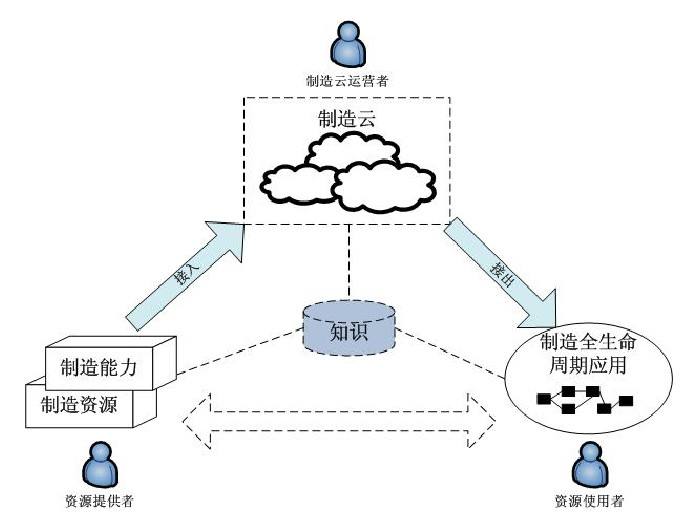 制造云运营者
制造云
接入
接出
知识
制造能力
制造资源
制造全生命
周期应用
资源提供者
资源使用者